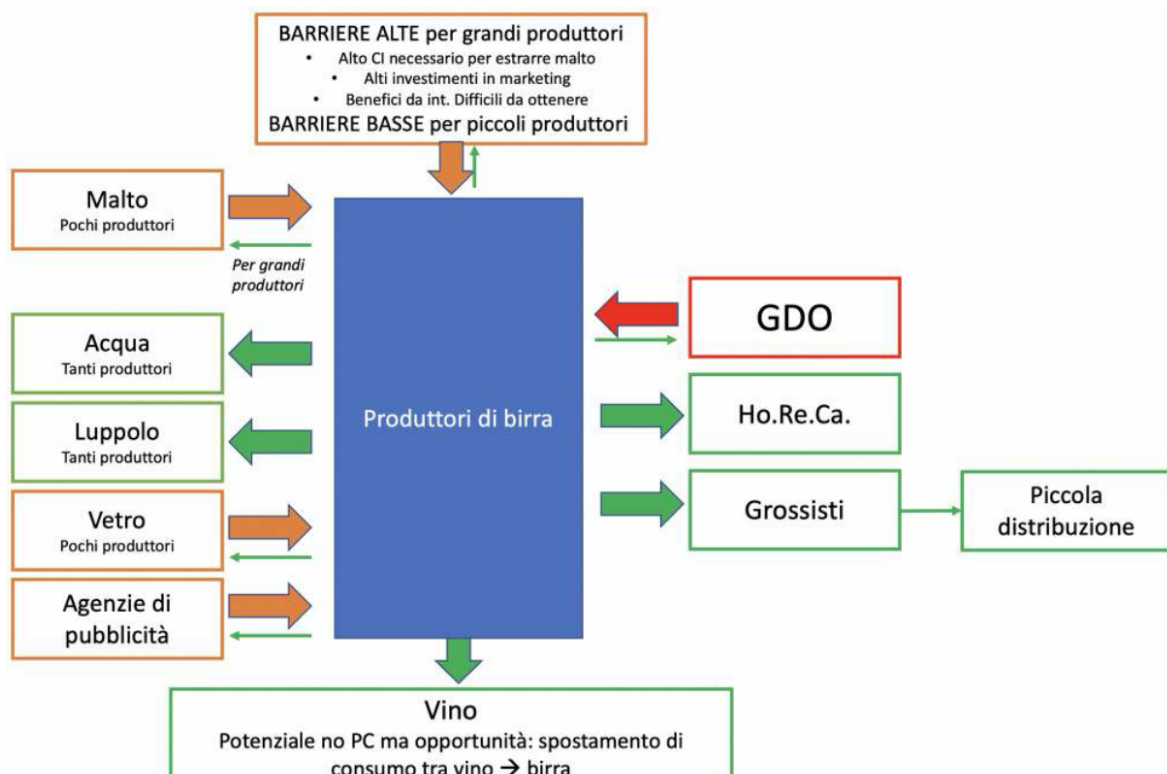 BARRIERE ALTE per grandi produttori
• Alto CI necessario per estrarre malto
• Alti investimenti in marketing
• Benefici da int. Difficili da ottenere
BARRIERE BASSE per piccoli produttori
Malto
Pochi produttori
Per grandi
produttori
Acqua
Tanti produttori
Luppolo
Tanti produttori
Vetro
Pochi produttori
Agenzie di
pubblicità
Produttori di birra
GDO
Ho.Re.Ca.
Grossisti
Piccola
distribuzione
Vino
Potenziale no PC ma opportunità: spostamento di
consumo tra vino → birra